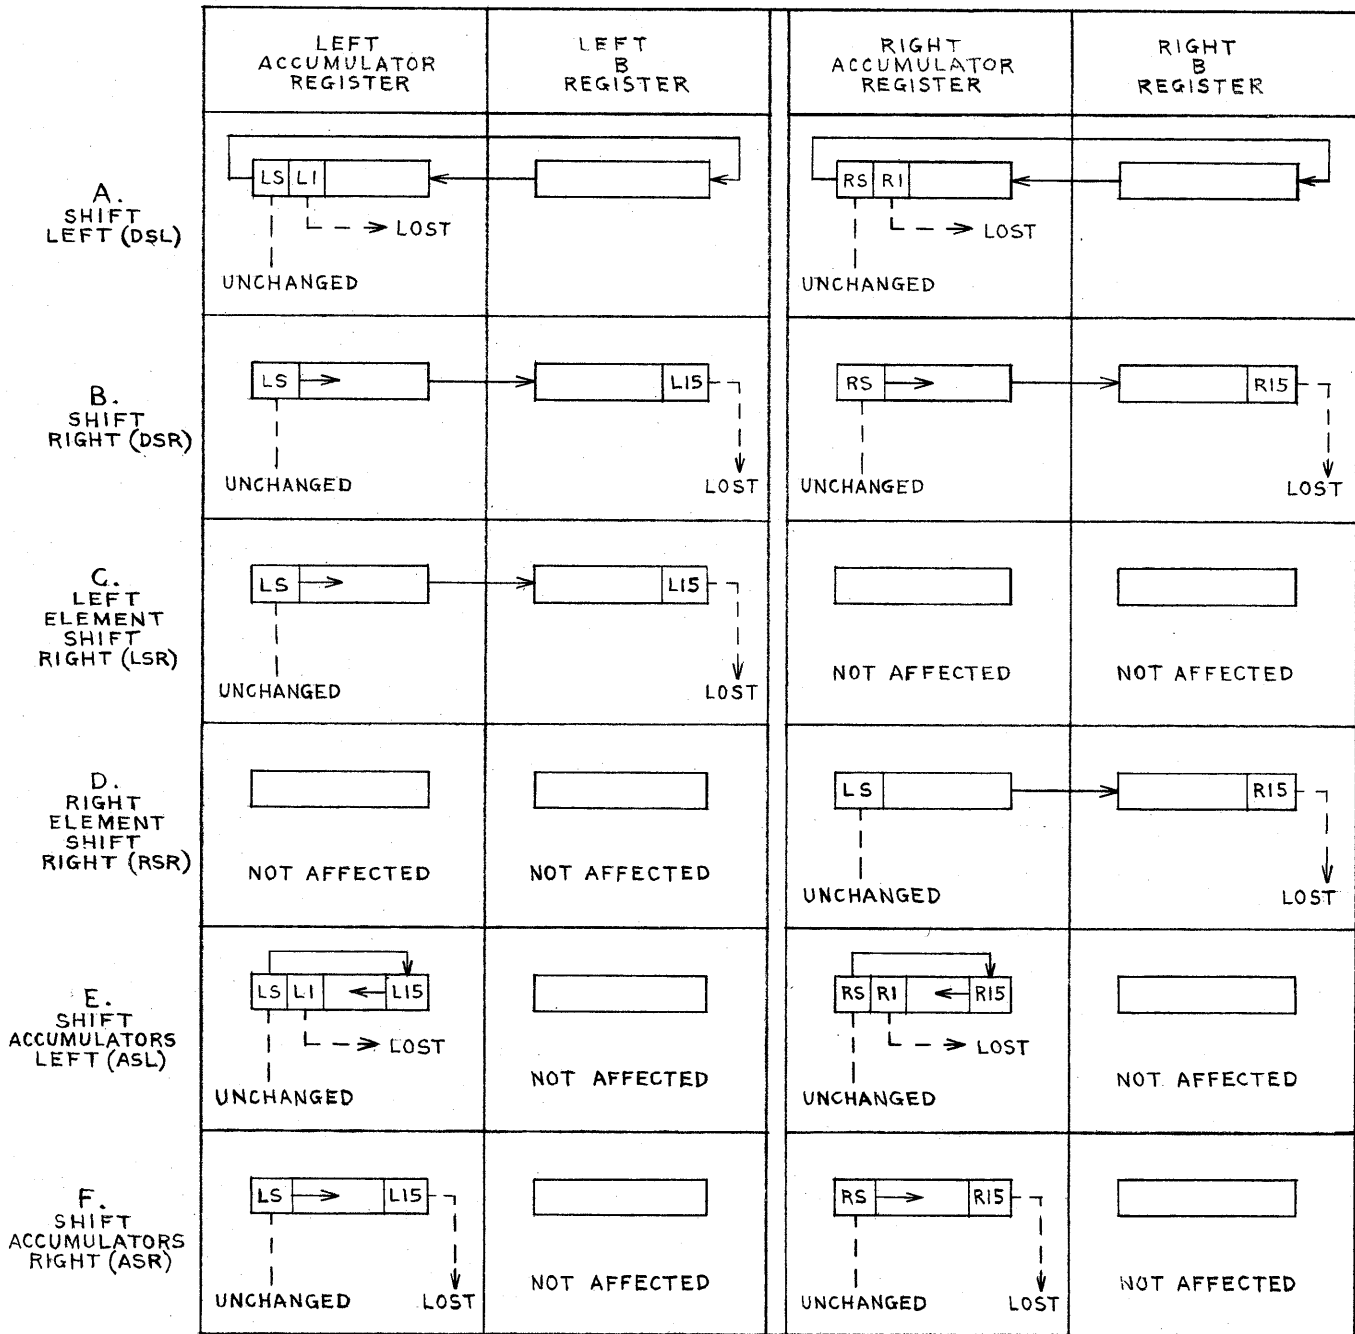 LEFT
ACCUMULATOR
REGISTER
LEFT
B
REGISTER
RIGHT
ACCUMULATOR
REGISTER
RIGHT
B
REGISTER
A.
SHIFT
LEFT (DSL)
LS L1
LOST
UNCHANGED
RS R1
LOST
UNCHANGED
B.
SHIFT
RIGHT (DSR)
LS
UNCHANGED
L15
LOST
RS
UNCHANGED
R15
LOST
C.
LEFT
ELEMENT
SHIFT
RIGHT (LSR)
LS
UNCHANGED
L15
LOST
NOT AFFECTED
NOT AFFECTED
D.
RIGHT
ELEMENT
SHIFT
RIGHT (RSR)
NOT AFFECTED
NOT AFFECTED
LS
UNCHANGED
R15
LOST
E.
SHIFT
ACCUMULATORS
LEFT (ASL)
LS L1 L15
LOST
UNCHANGED
NOT AFFECTED
RS R1 R15
LOST
UNCHANGED
NOT AFFECTED
F.
SHIFT
ACCUMULATORS
RIGHT (ASR)
LS L15
UNCHANGED LOST
NOT AFFECTED
RS R15
UNCHANGED LOST
NOT AFFECTED